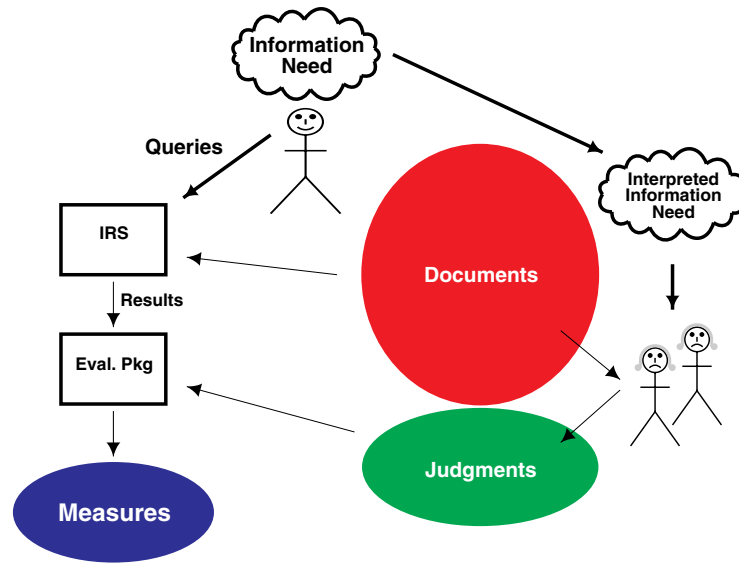 Information
Need
Queries
Interpreted
Information
Need
IRS
Documents
Results
Eval. Pkg
Judgments
Measures